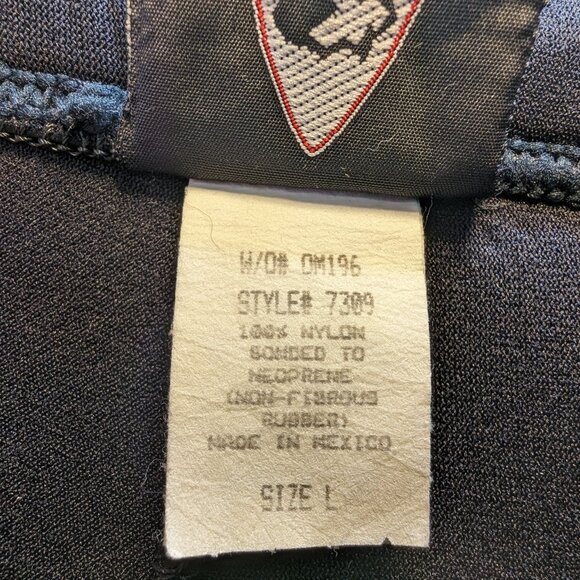 W/O# OM196
STYLE# 7309
100% NYLON
BONDED TO
NEOPRENE
(NON-FIBROUS
RUBBER)
MADE IN MEXICO
SIZE L